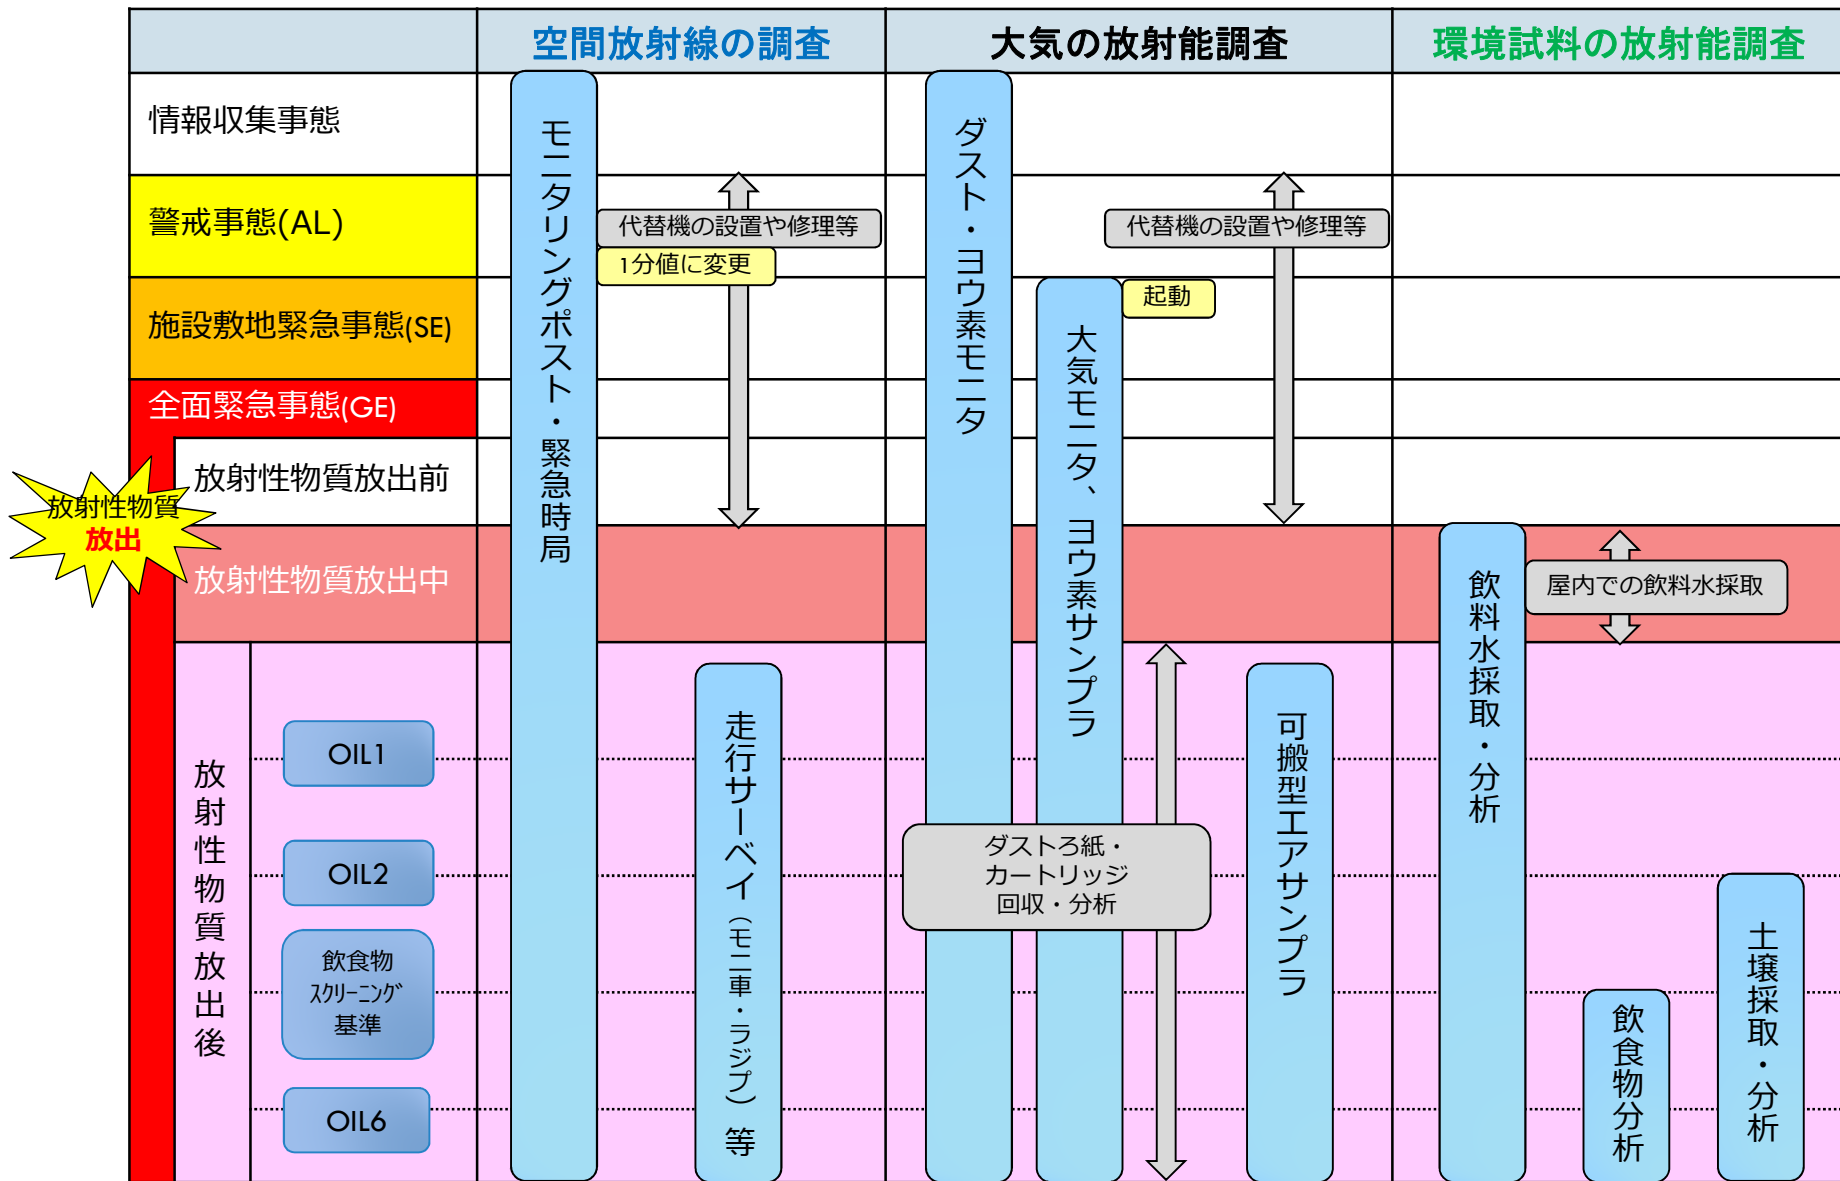 空間放射線の調査
大気の放射能調査
環境試料の放射能調査
情報収集事態
警戒事態(AL)
施設敷地緊急事態(SE)
全面緊急事態(GE)
放射性物質放出前
放射性物質
放出
放射性物質放出中
放射性物質放出後
OIL1
OIL2
飲食物
ｽｸﾘｰﾆﾝｸﾞ
基準
OIL6
モニタリングポスト・緊急時局
代替機の設置や修理等
1分値に変更
走行サーベイ（モニ車・ラジプ）等
ダスト・ヨウ素モニタ
代替機の設置や修理等
起動
大気モニタ、ヨウ素サンプラ
ダストろ紙・
カートリッジ
回収・分析
可搬型エアサンプラ
飲料水採取・分析
屋内での飲料水採取
飲食物分析
土壌採取・分析